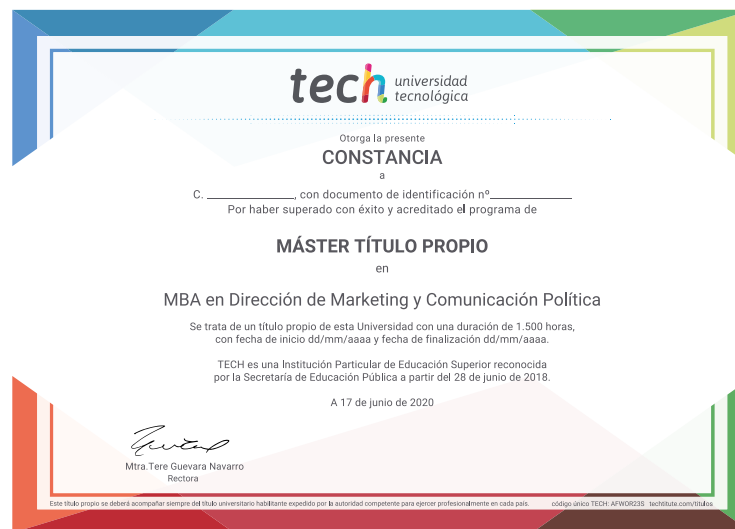 tech universidad
tecnológica
Otorga la presente
CONSTANCIA
a
C. ______________, con documento de identificación nº_____________
Por haber superado con éxito y acreditado el programa de
MÁSTER TÍTULO PROPIO
en
MBA en Dirección de Marketing y Comunicación Política
Se trata de un título propio de esta Universidad con una duración de 1.500 horas,
con fecha de inicio dd/mm/aaaa y fecha de finalización dd/mm/aaaa.
TECH es una Institución Particular de Educación Superior reconocida
por la Secretaría de Educación Pública a partir del 28 de junio de 2018.
A 17 de junio de 2020
Mtra.Tere Guevara Navarro
Rectora
Este título propio se deberá acompañar siempre del título universitario habilitante expedido por la autoridad competente para ejercer profesionalmente en cada país. código único TECH: AFWOR23S techtitute.com/titulos